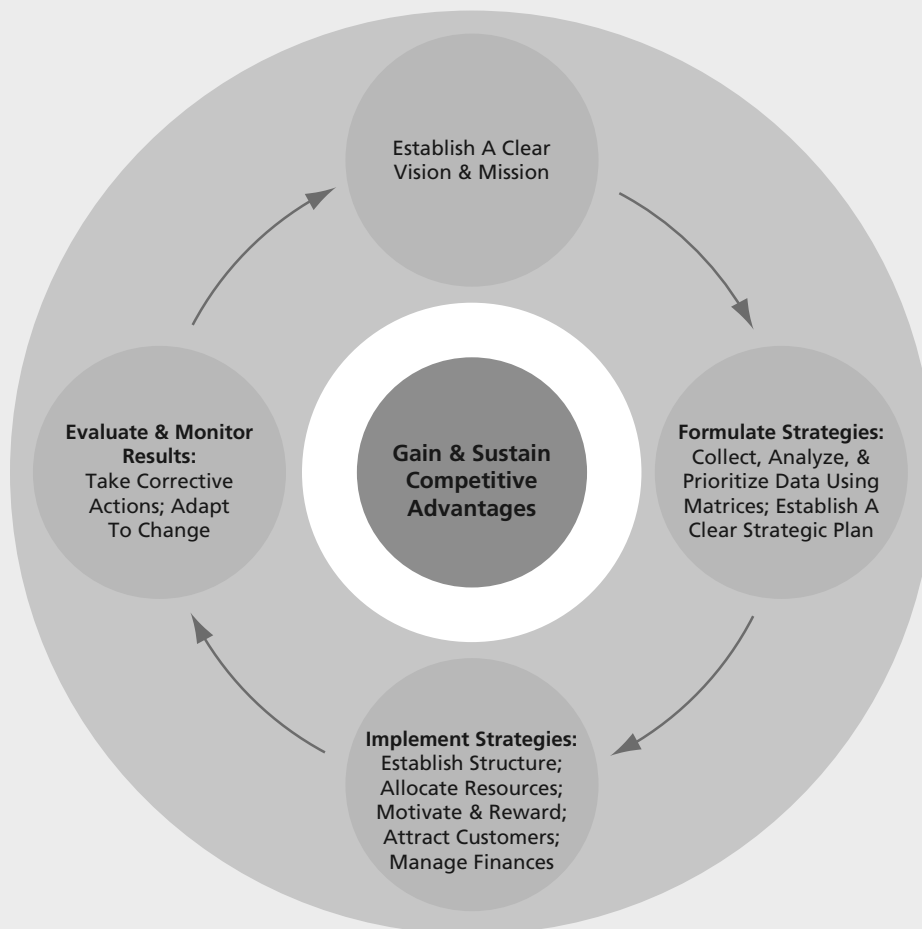 Establish A Clear
Vision & Mission
Formulate Strategies:
Collect, Analyze, &
Prioritize Data Using
Matrices; Establish A
Clear Strategic Plan
Implement Strategies:
Establish Structure;
Allocate Resources;
Motivate & Reward;
Attract Customers;
Manage Finances
Evaluate & Monitor
Results:
Take Corrective
Actions; Adapt
To Change
Gain & Sustain
Competitive
Advantages